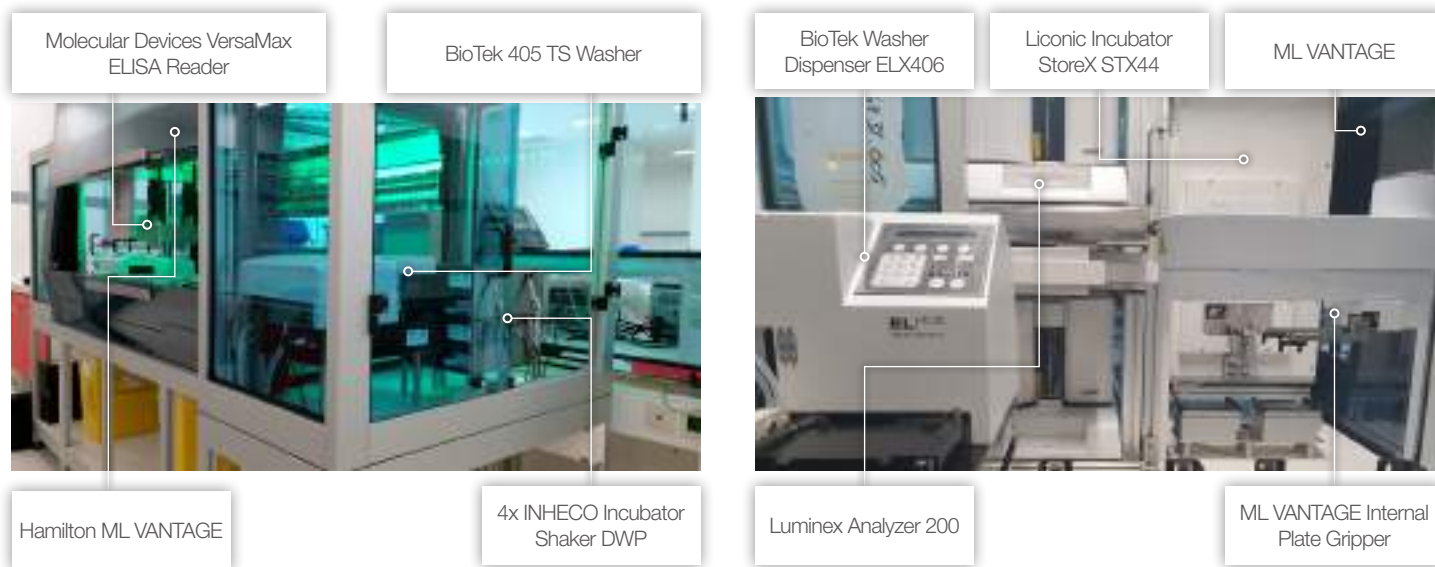 Molecular Devices VersaMax
ELISA Reader
BioTek 405 TS Washer
BioTek Washer
Dispenser ELX406
Liconic Incubator
StoreX STX44
ML VANTAGE
EL
Hamilton ML VANTAGE
4x INHECO Incubator
Shaker DWP
Luminex Analyzer 200
ML VANTAGE Internal
Plate Gripper